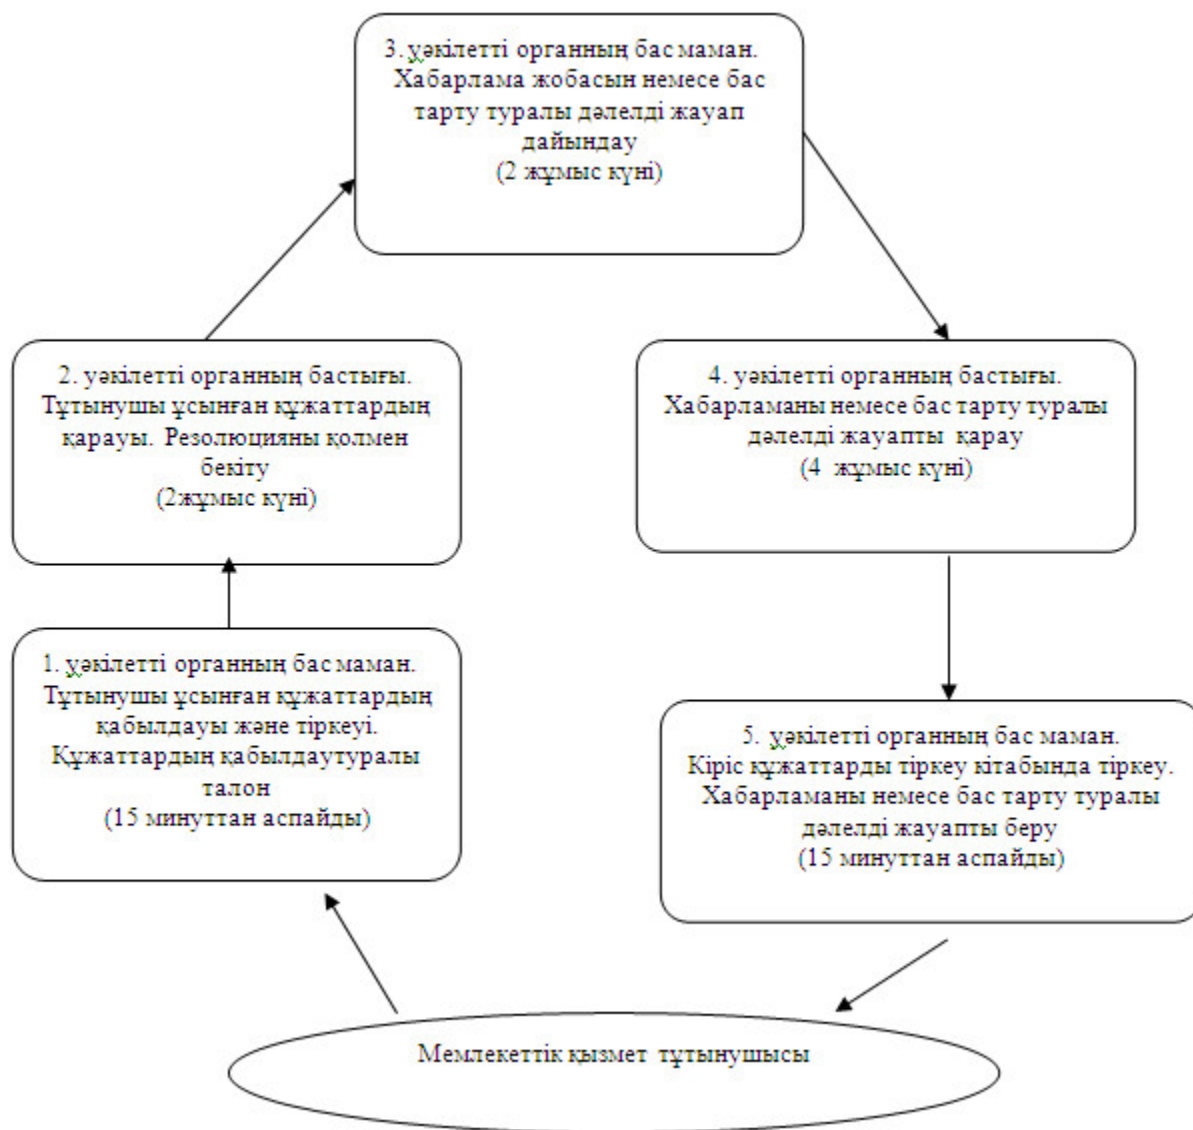 3. уәкілетті органның бас маман.
Хабарлама жобасын немесе бас
тарту туралы дәлелді жауап
дайындау
(2 жұмыс күні)
2. уәкілетті органның бастығы.
Тұтынушы ұсынған құжаттардың
қарауы. Резолюцияны қолмен
бекіту
(2жұмыс күні)
4. уәкілетті органның бастығы.
Хабарламаны немесе бас тарту туралы
дәлелді жауапты қарау
(4 жұмыс күні)
1. уәкілетті органның бас маман.
Тұтынушы ұсынған құжаттардың
қабылдауы және тіркеуі.
Құжаттардың қабылдаутуралы
талон
(15 минуттан аспайды)
5. уәкілетті органның бас маман.
Кіріс құжаттарды тіркеу кітабында тіркеу.
Хабарламаны немесе бас тарту туралы
дәлелді жауапты беру
(15 минуттан аспайды)
Мемлекеттік қызмет тұтынушысы